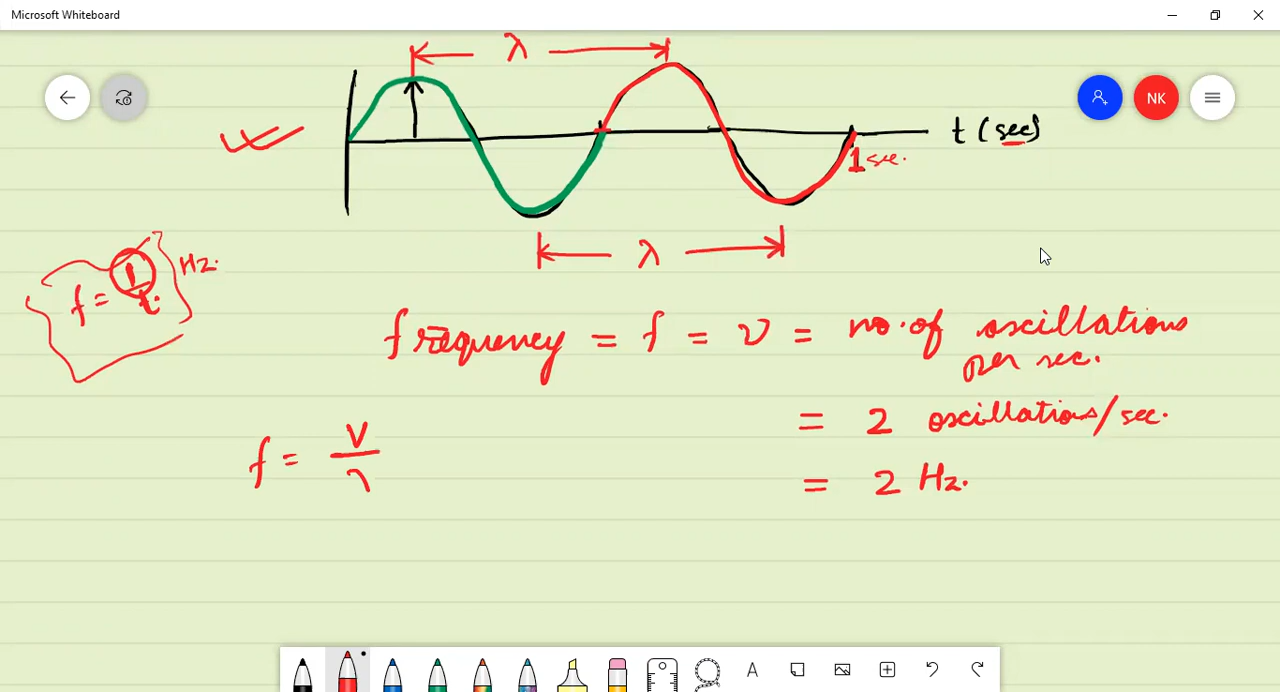 Microsoft Whiteboard
NK
λ
t (sec)
1 sec.
λ
f = 1/t. Hz.
frequency = f = ν = no. of oscillations
per sec.
= 2 oscillations/sec.
f = v/λ
= 2 Hz.
A